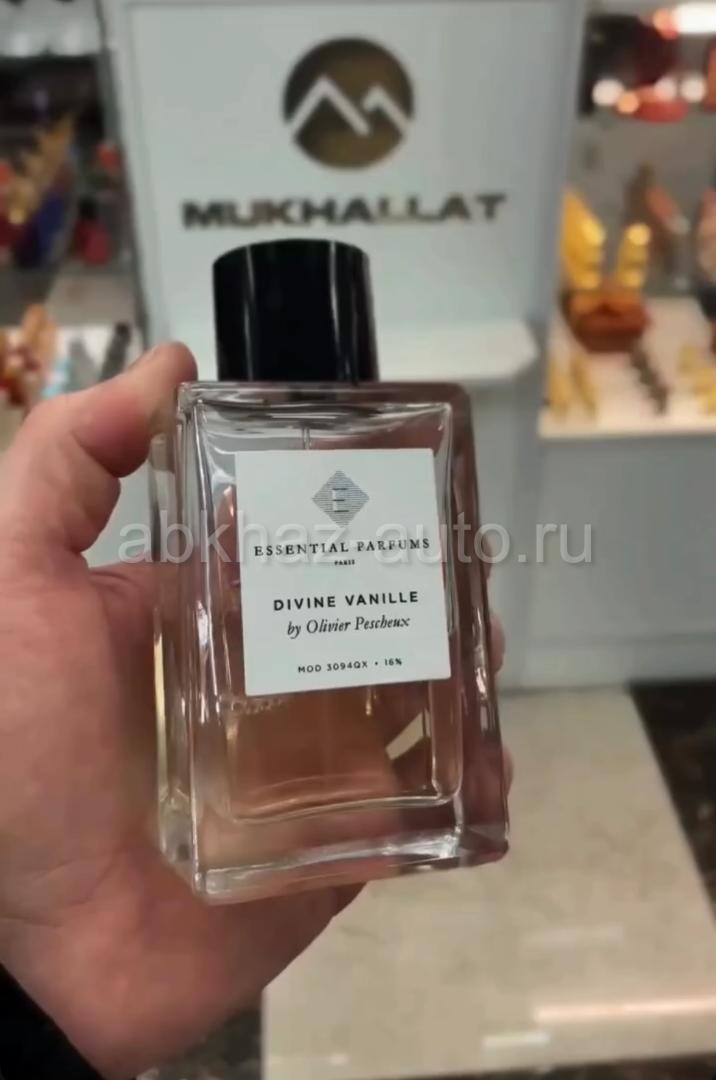 MUKHALLAT
E
ESSENTIAL PARFUMS
PARIS
DIVINE VANILLE
by Olivier Pescheux
MOD 3094QX • 16%
abkhaz-auto.ru